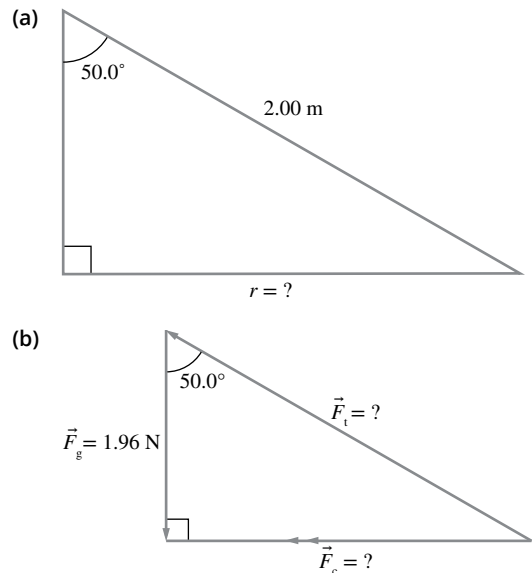 (a)
50.0°
2.00 m
r = ?
(b)
50.0°
F⃗t = ?
F⃗g = 1.96 N
F⃗c = ?